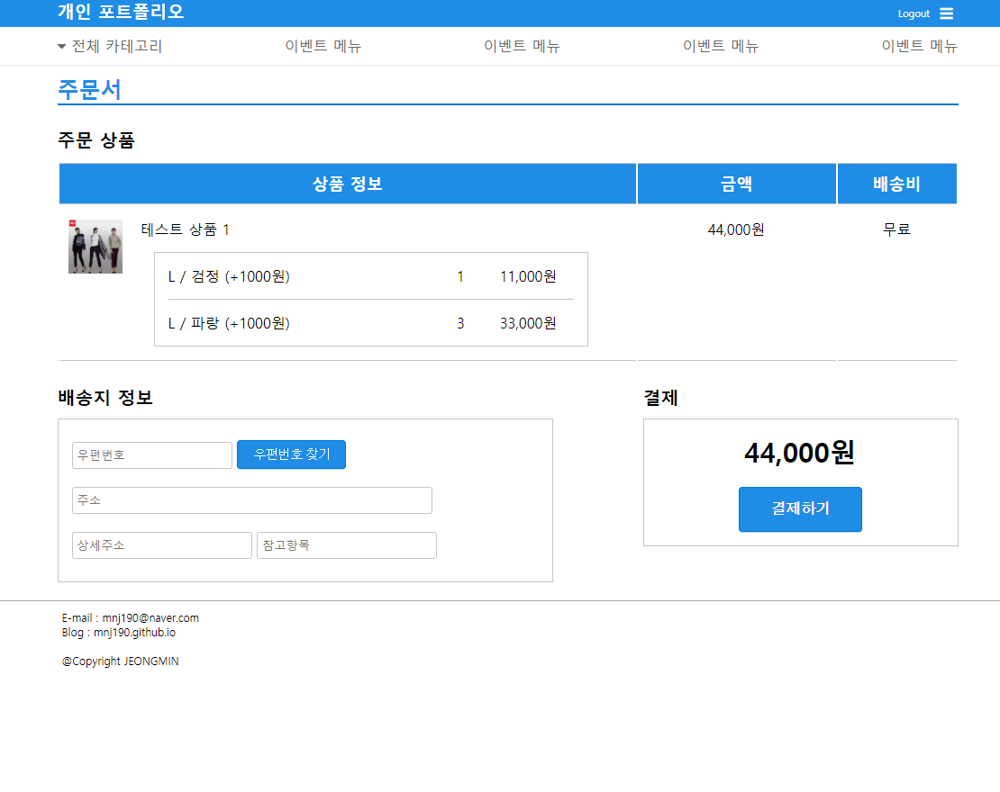 개인 포트폴리오 Logout
전체 카테고리 이벤트 메뉴 이벤트 메뉴 이벤트 메뉴 이벤트 메뉴
주문서
주문 상품
상품 정보 금액 배송비
테스트 상품 1 44,000원 무료
L / 검정 (+1000원) 1 11,000원
L / 파랑 (+1000원) 3 33,000원
배송지 정보
우편번호 우편번호 찾기
주소
상세주소 참고항목
결제
44,000원
결제하기
E-mail : mnj190@naver.com
Blog : mnj190.github.io
@Copyright JEONGMIN